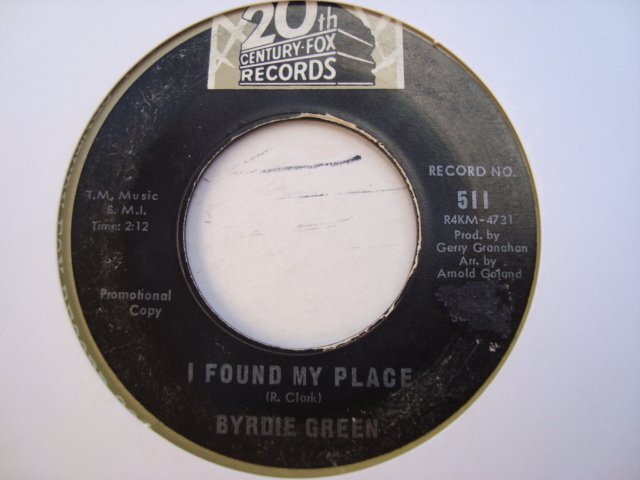 20th
CENTURY-FOX
RECORDS
T.M. Music
B.M.I.
Time: 2:12
Promotional
Copy
RECORD NO.
511
R4KM-4731
Prod. by
Gerry Granahan
Arr. by
Arnold Goland
I FOUND MY PLACE
(R. Clark)
BYRDIE GREEN